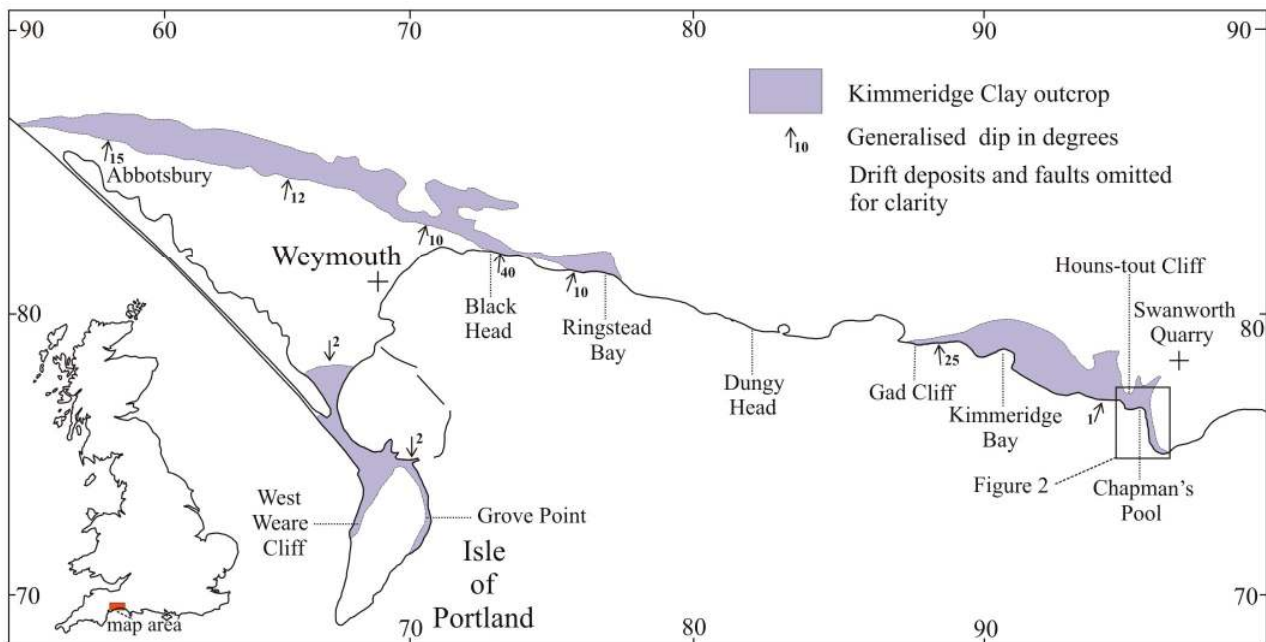 90
60
70
80
90
90
Kimmeridge Clay outcrop
10
Generalised dip in degrees
Drift deposits and faults omitted
for clarity
15
Abbotsbury
12
10
Weymouth
40
10
Black
Head
Ringstead
Bay
80
80
Houns-tout Cliff
Swanworth
Quarry
2
Dungy
Head
Gad Cliff
25
Kimmeridge
Bay
1
Figure 2
Chapman's
Pool
2
West
Weare
Cliff
Grove Point
Isle
of
Portland
map area
70
70
70
80
90